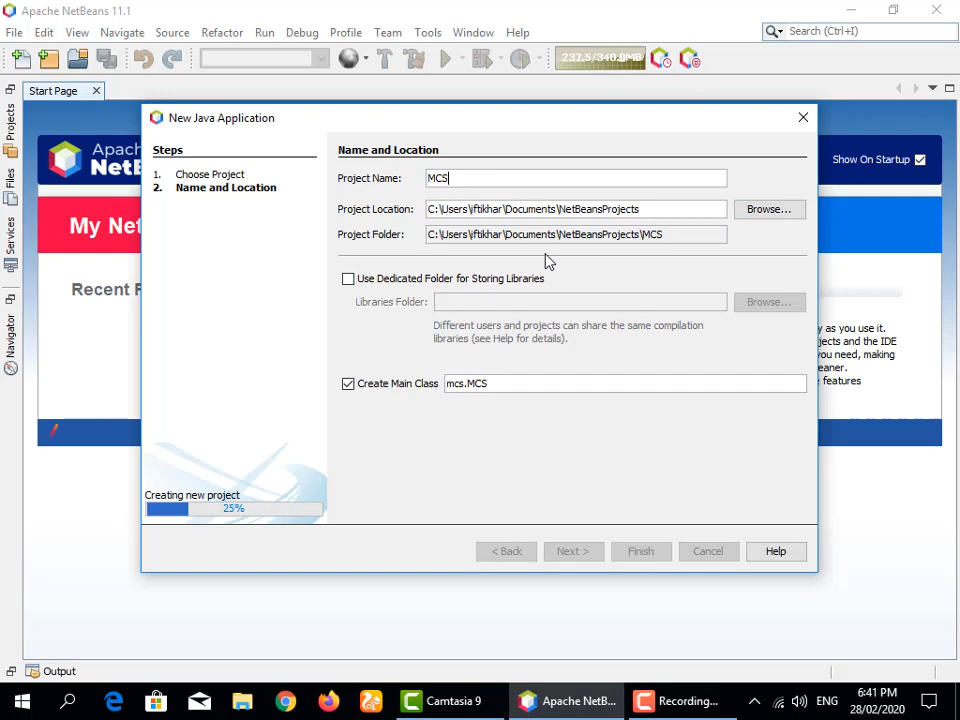 Apache NetBeans 11.1
File Edit View Navigate Source Refactor Run Debug Profile Team Tools Window Help
Search (Ctrl+I)
237.5/340.0MB
Start Page
Projects
Files
Services
Navigator
Apac
NetB
Show On Startup
My Ne
Recent
y as you use it.
jects and the IDE
you need, making
eaner.
e features
New Java Application
Steps
1. Choose Project
2. Name and Location
Name and Location
Project Name: MCS
Project Location: C:\Users\iftikhar\Documents\NetBeansProjects Browse...
Project Folder: C:\Users\iftikhar\Documents\NetBeansProjects\MCS
Use Dedicated Folder for Storing Libraries
Libraries Folder: Browse...
Different users and projects can share the same compilation
libraries (see Help for details).
Create Main Class mcs.MCS
Creating new project
25%
< Back Next > Finish Cancel Help
Output
Camtasia 9 Apache NetB... Recording... ENG
6:41 PM
28/02/2020